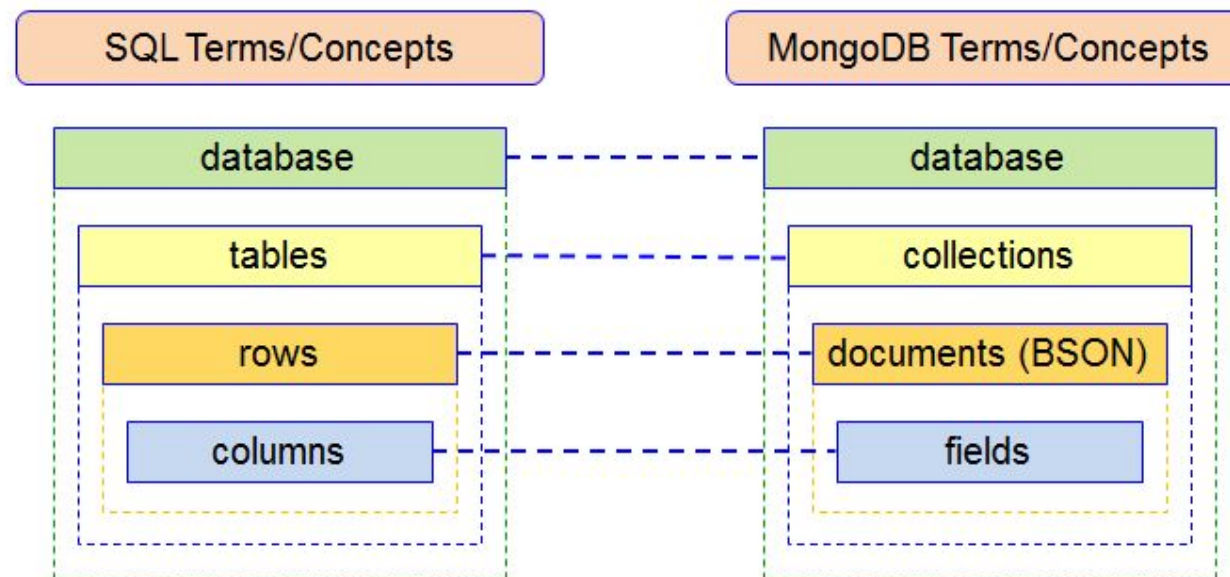 SQL Terms/Concepts
MongoDB Terms/Concepts
database
database
tables
collections
rows
documents (BSON)
columns
fields